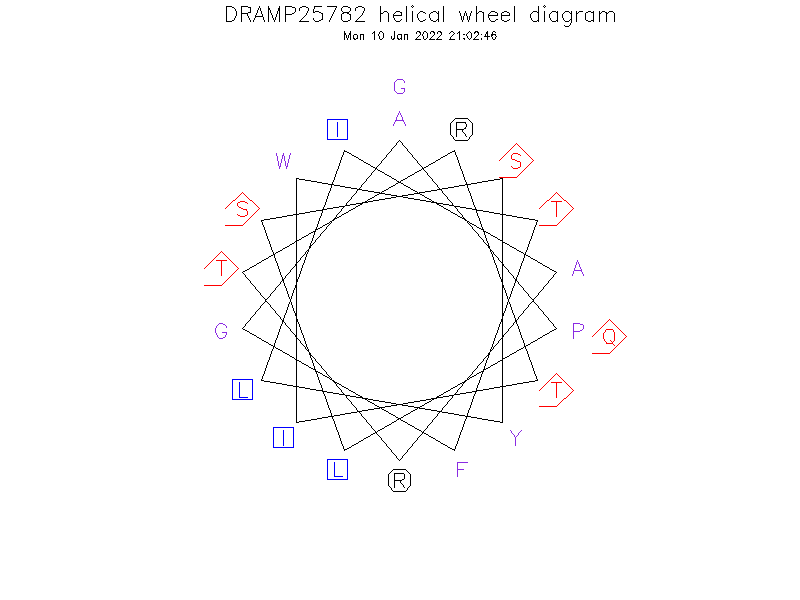 DRAMP25782 helical wheel diagram
Mon 10 Jan 2022 21:02:46
G
I A R
W S
S T
T A
G P Q
L T
I Y
L R F